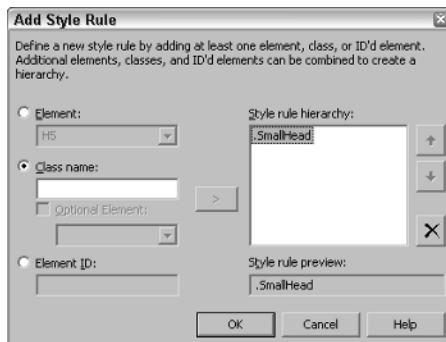 Add Style Rule
Define a new style rule by adding at least one element, class, or ID'd element.
Additional elements, classes, and ID'd elements can be combined to create a
hierarchy.
Element:
H5
Class name:
Optional Element:
Element ID:
>
Style rule hierarchy:
.SmallHead
Style rule preview:
.SmallHead
OK
Cancel
Help